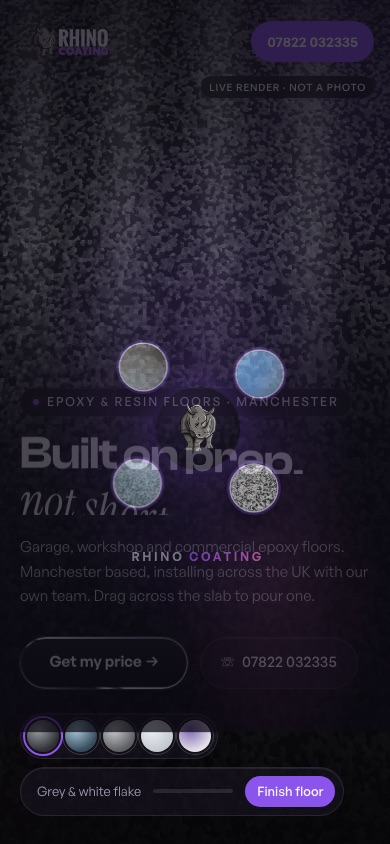 RHINO
COATING
07822 032335
LIVE RENDER · NOT A PHOTO
EPOXY & RESIN FLOORS · MANCHESTER
Built on prep.
not short
Garage, workshop and commercial epoxy floors.
RHINO COATING
Manchester based, installing across the UK with our
own team. Drag across the slab to pour one.
Get my price →
☏ 07822 032335
Grey & white flake
Finish floor